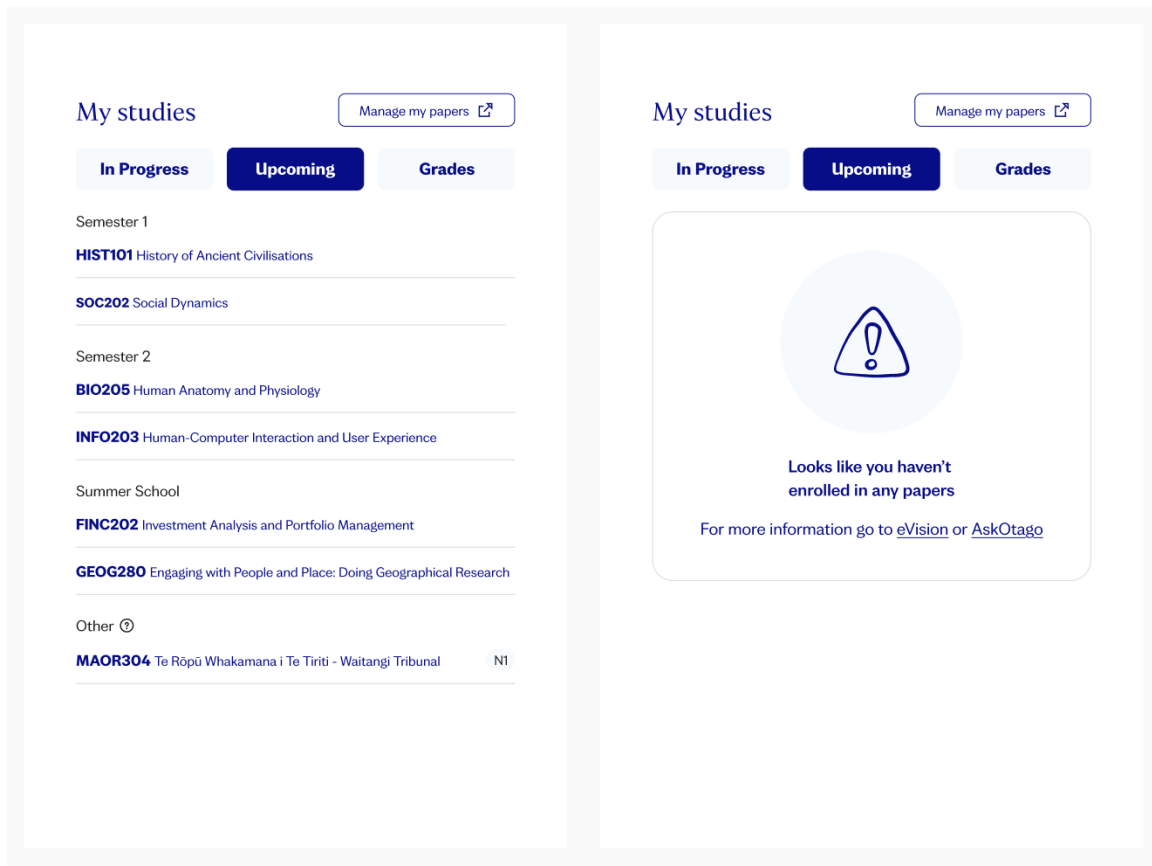 My studies
Manage my papers
In Progress
Upcoming
Grades
Semester 1
HIST101 History of Ancient Civilisations
SOC202 Social Dynamics
Semester 2
BIO205 Human Anatomy and Physiology
INFO203 Human-Computer Interaction and User Experience
Summer School
FINC202 Investment Analysis and Portfolio Management
GEOG280 Engaging with People and Place: Doing Geographical Research
Other
MAOR304 Te Rōpū Whakamana i Te Tiriti - Waitangi Tribunal N1
My studies
Manage my papers
In Progress
Upcoming
Grades
Looks like you haven’t
enrolled in any papers
For more information go to eVision or AskOtago